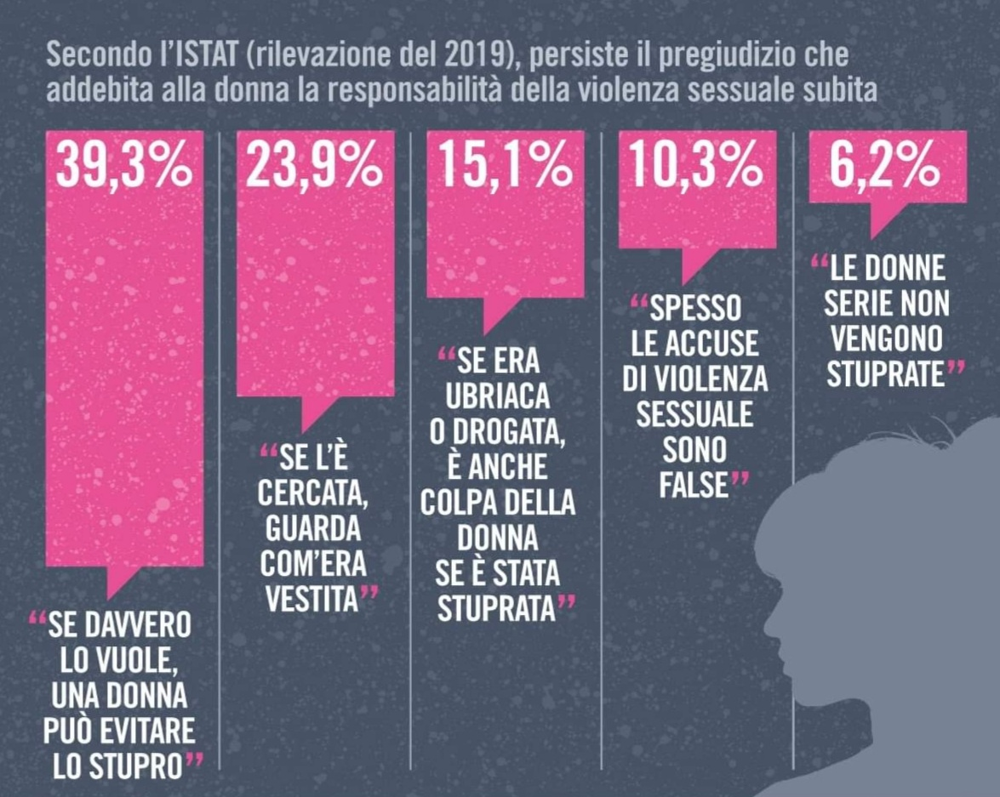 Secondo l'ISTAT (rilevazione del 2019), persiste il pregiudizio che
addebita alla donna la responsabilità della violenza sessuale subita
39,3%
“SE DAVVERO
LO VUOLE,
UNA DONNA
PUÒ EVITARE
LO STUPRO”
23,9%
“SE L'È
CERCATA,
GUARDA
COM'ERA
VESTITA”
15,1%
“SE ERA
UBRIACA
O DROGATA,
È ANCHE
COLPA DELLA
DONNA
SE È STATA
STUPRATA”
10,3%
“SPESSO
LE ACCUSE
DI VIOLENZA
SESSUALE
SONO
FALSE”
6,2%
“LE DONNE
SERIE NON
VENGONO
STUPRATE”